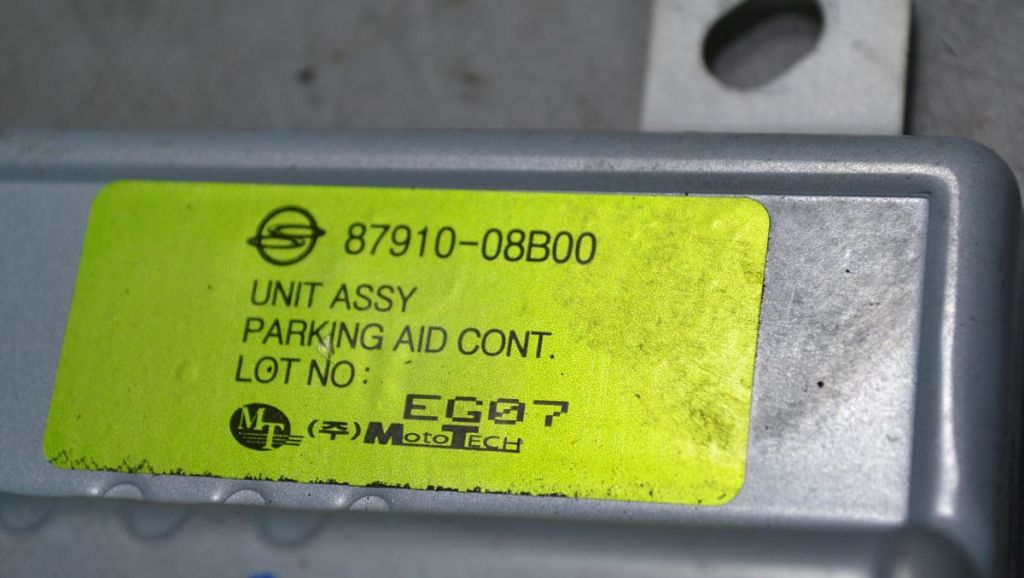 87910-08B00
UNIT ASSY
PARKING AID CONT.
LOT NO :
EG07
MT (주)MOTOTECH